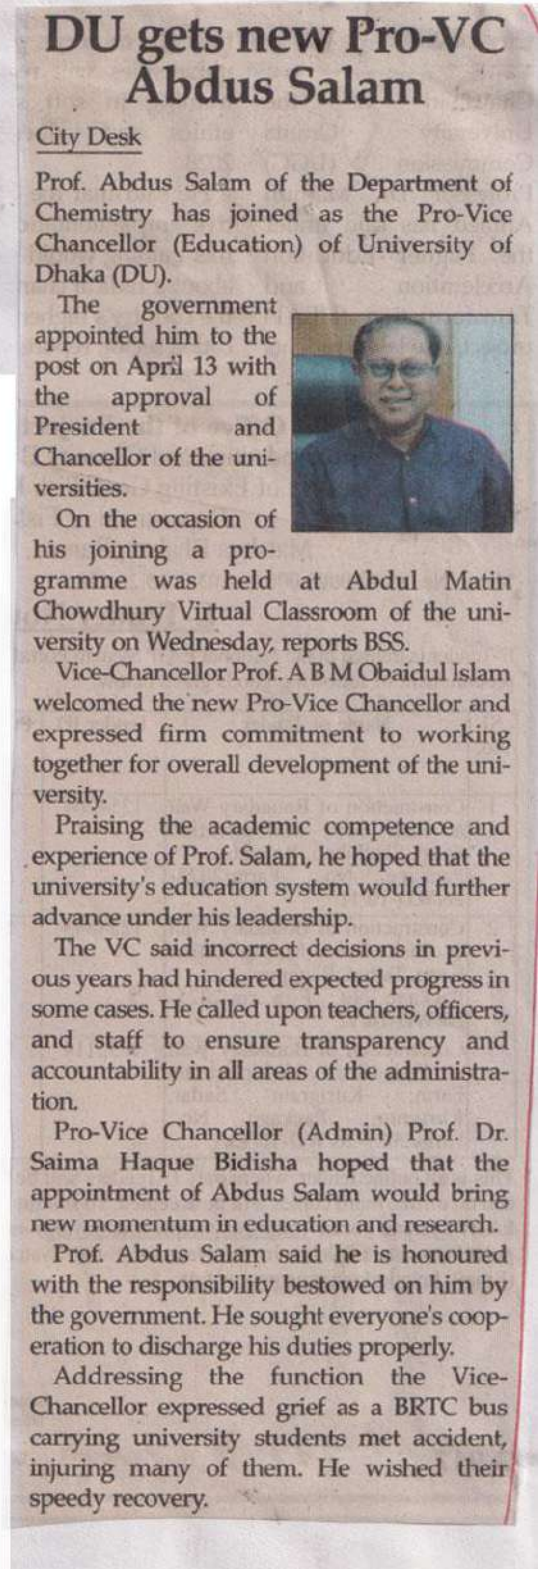 DU gets new Pro-VC
Abdus Salam
City Desk
Prof. Abdus Salam of the Department of
Chemistry has joined as the Pro-Vice
Chancellor (Education) of University of
Dhaka (DU).
The government
appointed him to the
post on April 13 with
the approval of
President and
Chancellor of the uni-
versities.
On the occasion of
his joining a pro-
gramme was held at Abdul Matin
Chowdhury Virtual Classroom of the uni-
versity on Wednesday, reports BSS.
Vice-Chancellor Prof. A B M Obaidul Islam
welcomed the new Pro-Vice Chancellor and
expressed firm commitment to working
together for overall development of the uni-
versity.
Praising the academic competence and
experience of Prof. Salam, he hoped that the
university's education system would further
advance under his leadership.
The VC said incorrect decisions in previ-
ous years had hindered expected progress in
some cases. He called upon teachers, officers,
and staff to ensure transparency and
accountability in all areas of the administra-
tion.
Pro-Vice Chancellor (Admin) Prof. Dr.
Saima Haque Bidisha hoped that the
appointment of Abdus Salam would bring
new momentum in education and research.
Prof. Abdus Salam said he is honoured
with the responsibility bestowed on him by
the government. He sought everyone's coop-
eration to discharge his duties properly.
Addressing the function the Vice-
Chancellor expressed grief as a BRTC bus
carrying university students met accident,
injuring many of them. He wished their
speedy recovery.